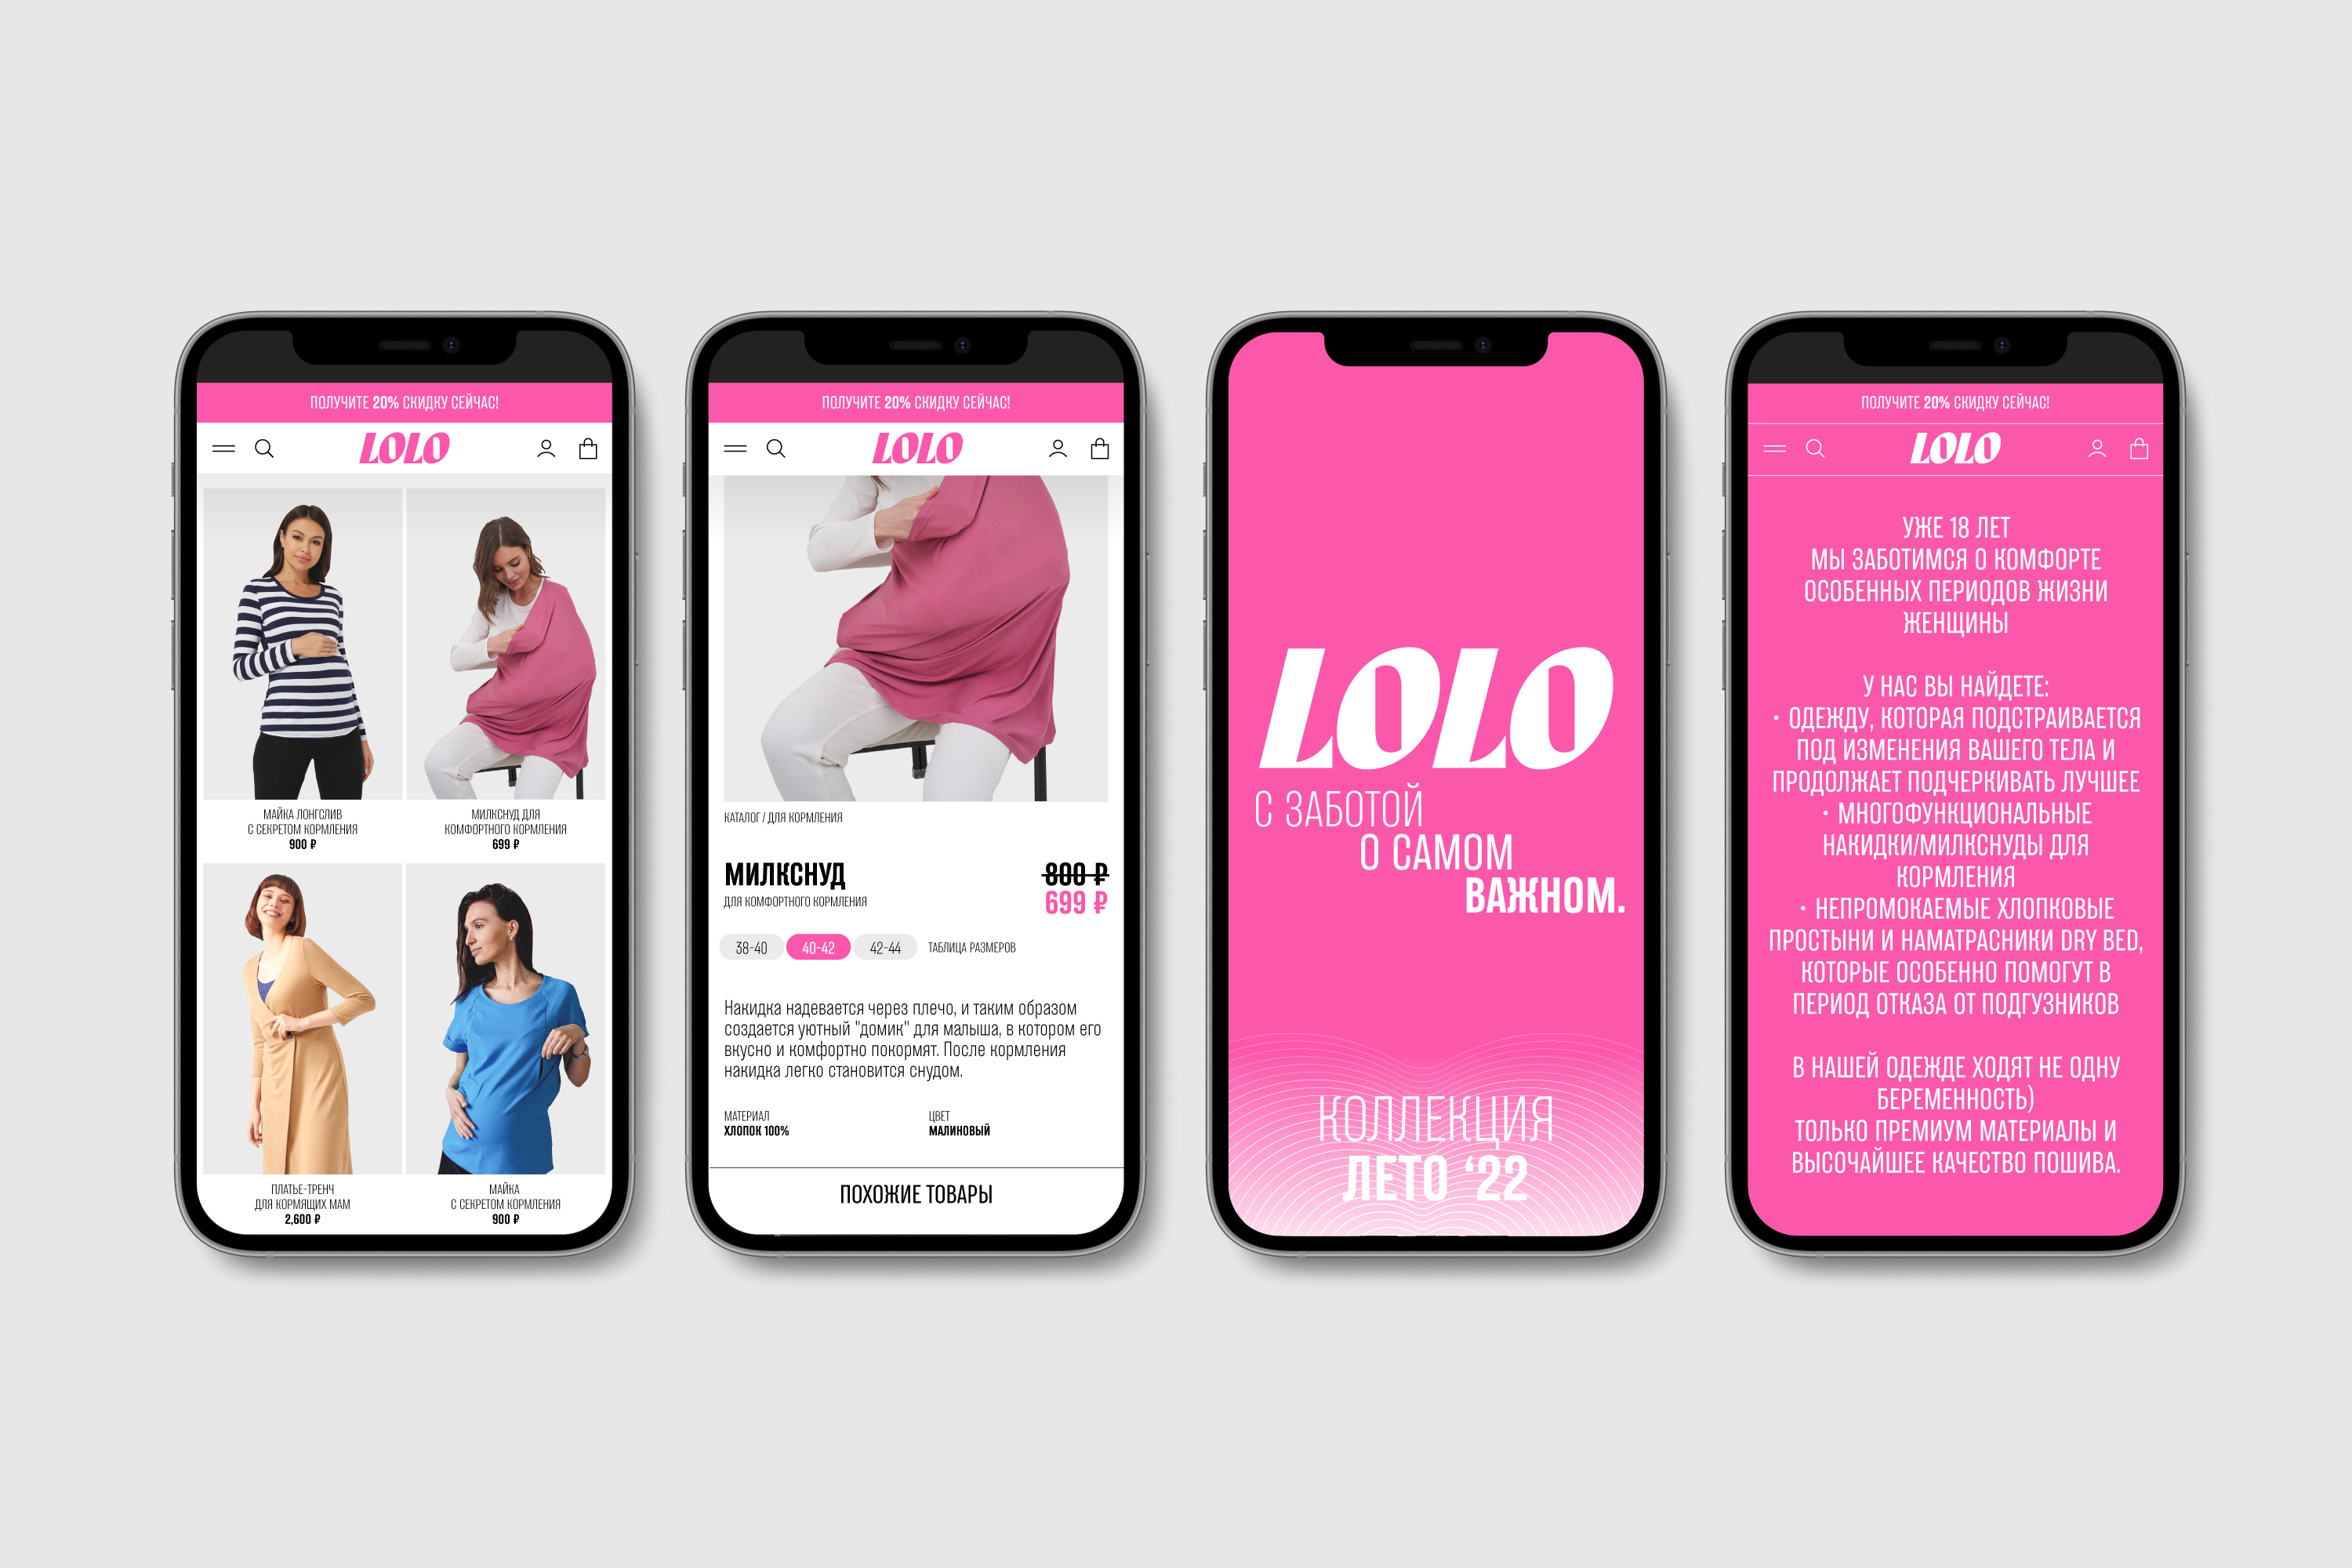 ПОЛУЧИТЕ 20% СКИДКУ СЕЙЧАС!
LOLO
МАЙКА ЛОНГСЛИВ
С СЕКРЕТОМ КОРМЛЕНИЯ
900 ₽
МИЛКСНУД ДЛЯ
КОМФОРТНОГО КОРМЛЕНИЯ
699 ₽
ПЛАТЬЕ-ТРЕНЧ
ДЛЯ КОРМЯЩИХ МАМ
2,600 ₽
МАЙКА
С СЕКРЕТОМ КОРМЛЕНИЯ
900 ₽
ПОЛУЧИТЕ 20% СКИДКУ СЕЙЧАС!
LOLO
КАТАЛОГ / ДЛЯ КОРМЛЕНИЯ
МИЛКСНУД
800 ₽
ДЛЯ КОМФОРТНОГО КОРМЛЕНИЯ
699 ₽
38-40 40-42 42-44 ТАБЛИЦА РАЗМЕРОВ
Накидка надевается через плечо, и таким образом
создается уютный "домик" для малыша, в котором его
вкусно и комфортно покормят. После кормления
накидка легко становится снудом.
МАТЕРИАЛ
ХЛОПОК 100%
ЦВЕТ
МАЛИНОВЫЙ
ПОХОЖИЕ ТОВАРЫ
LOLO
С ЗАБОТОЙ
О САМОМ
ВАЖНОМ.
КОЛЛЕКЦИЯ
ЛЕТО ‘22
ПОЛУЧИТЕ 20% СКИДКУ СЕЙЧАС!
LOLO
УЖЕ 18 ЛЕТ
МЫ ЗАБОТИМСЯ О КОМФОРТЕ
ОСОБЕННЫХ ПЕРИОДОВ ЖИЗНИ
ЖЕНЩИНЫ
У НАС ВЫ НАЙДЕТЕ:
• ОДЕЖДУ, КОТОРАЯ ПОДСТРАИВАЕТСЯ
ПОД ИЗМЕНЕНИЯ ВАШЕГО ТЕЛА И
ПРОДОЛЖАЕТ ПОДЧЕРКИВАТЬ ЛУЧШЕЕ
• МНОГОФУНКЦИОНАЛЬНЫЕ
НАКИДКИ/МИЛКСНУДЫ ДЛЯ
КОРМЛЕНИЯ
• НЕПРОМОКАЕМЫЕ ХЛОПКОВЫЕ
ПРОСТЫНИ И НАМАТРАСНИКИ DRY BED,
КОТОРЫЕ ОСОБЕННО ПОМОГУТ В
ПЕРИОД ОТКАЗА ОТ ПОДГУЗНИКОВ
В НАШЕЙ ОДЕЖДЕ ХОДЯТ НЕ ОДНУ
БЕРЕМЕННОСТЬ)
ТОЛЬКО ПРЕМИУМ МАТЕРИАЛЫ И
ВЫСОЧАЙШЕЕ КАЧЕСТВО ПОШИВА.